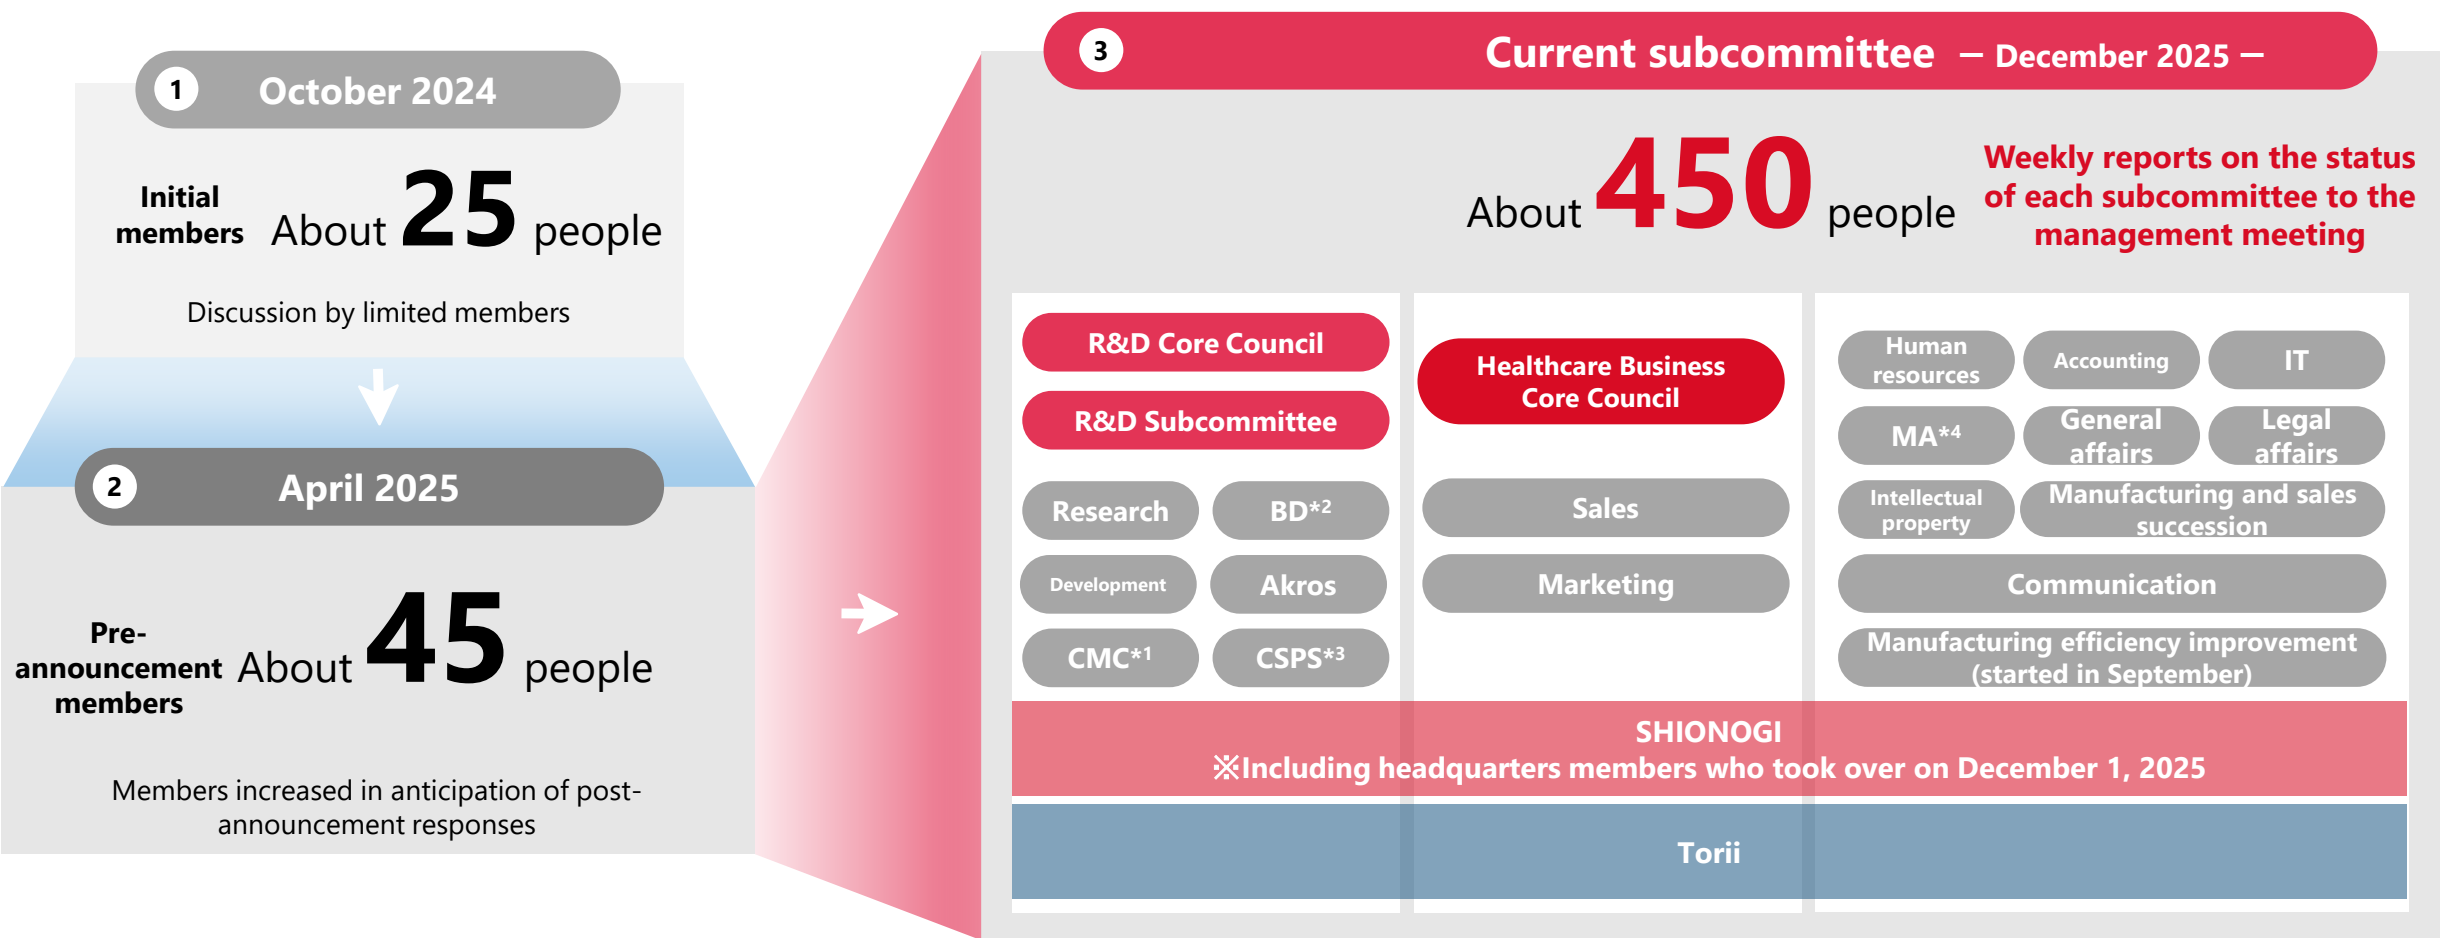 1 October 2024
Initial
members
About 25 people
Discussion by limited members
2 April 2025
Pre-
announcement
members
About 45 people
Members increased in anticipation of post-
announcement responses
3 Current subcommittee － December 2025 －
About 450 people
Weekly reports on the status
of each subcommittee to the
management meeting
R&D Core Council
R&D Subcommittee
Research
BD*2
Development
Akros
CMC*1
CSPS*3
Healthcare Business
Core Council
Sales
Marketing
Human
resources
Accounting
IT
MA*4
General
affairs
Legal
affairs
Intellectual
property
Manufacturing and sales
succession
Communication
Manufacturing efficiency improvement
(started in September)
SHIONOGI
※Including headquarters members who took over on December 1, 2025
Torii